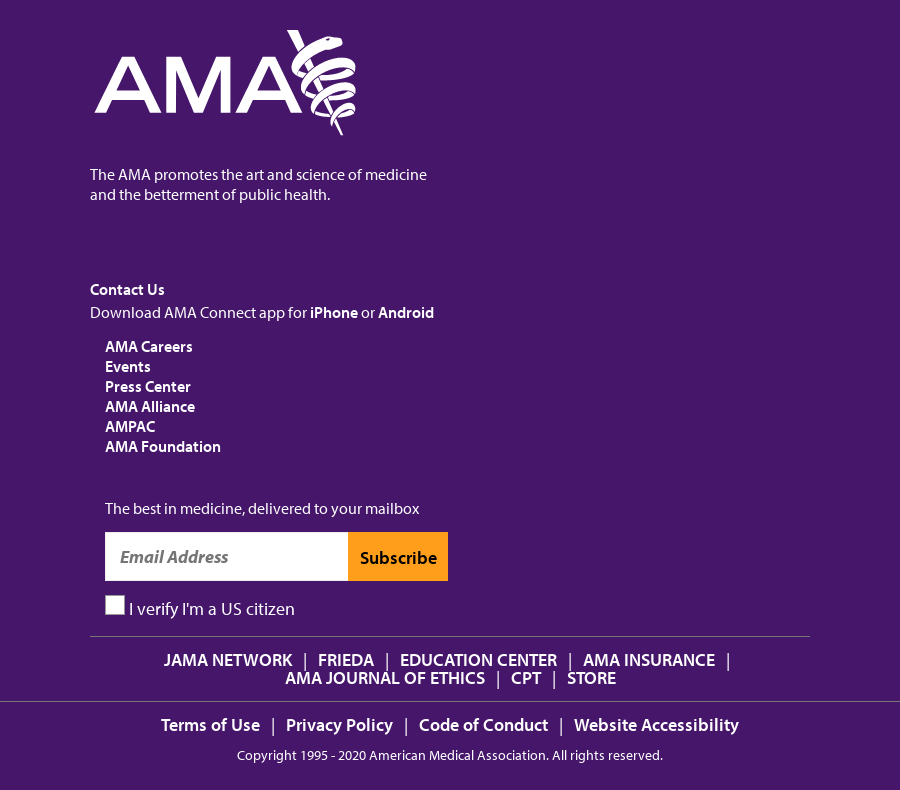 AMA
The AMA promotes the art and science of medicine
and the betterment of public health.
Contact Us
Download AMA Connect app for iPhone or Android
AMA Careers
Events
Press Center
AMA Alliance
AMPAC
AMA Foundation
The best in medicine, delivered to your mailbox
Email Address Subscribe
I verify I'm a US citizen
JAMA NETWORK | FRIEDA | EDUCATION CENTER | AMA INSURANCE |
AMA JOURNAL OF ETHICS | CPT | STORE
Terms of Use | Privacy Policy | Code of Conduct | Website Accessibility
Copyright 1995 - 2020 American Medical Association. All rights reserved.